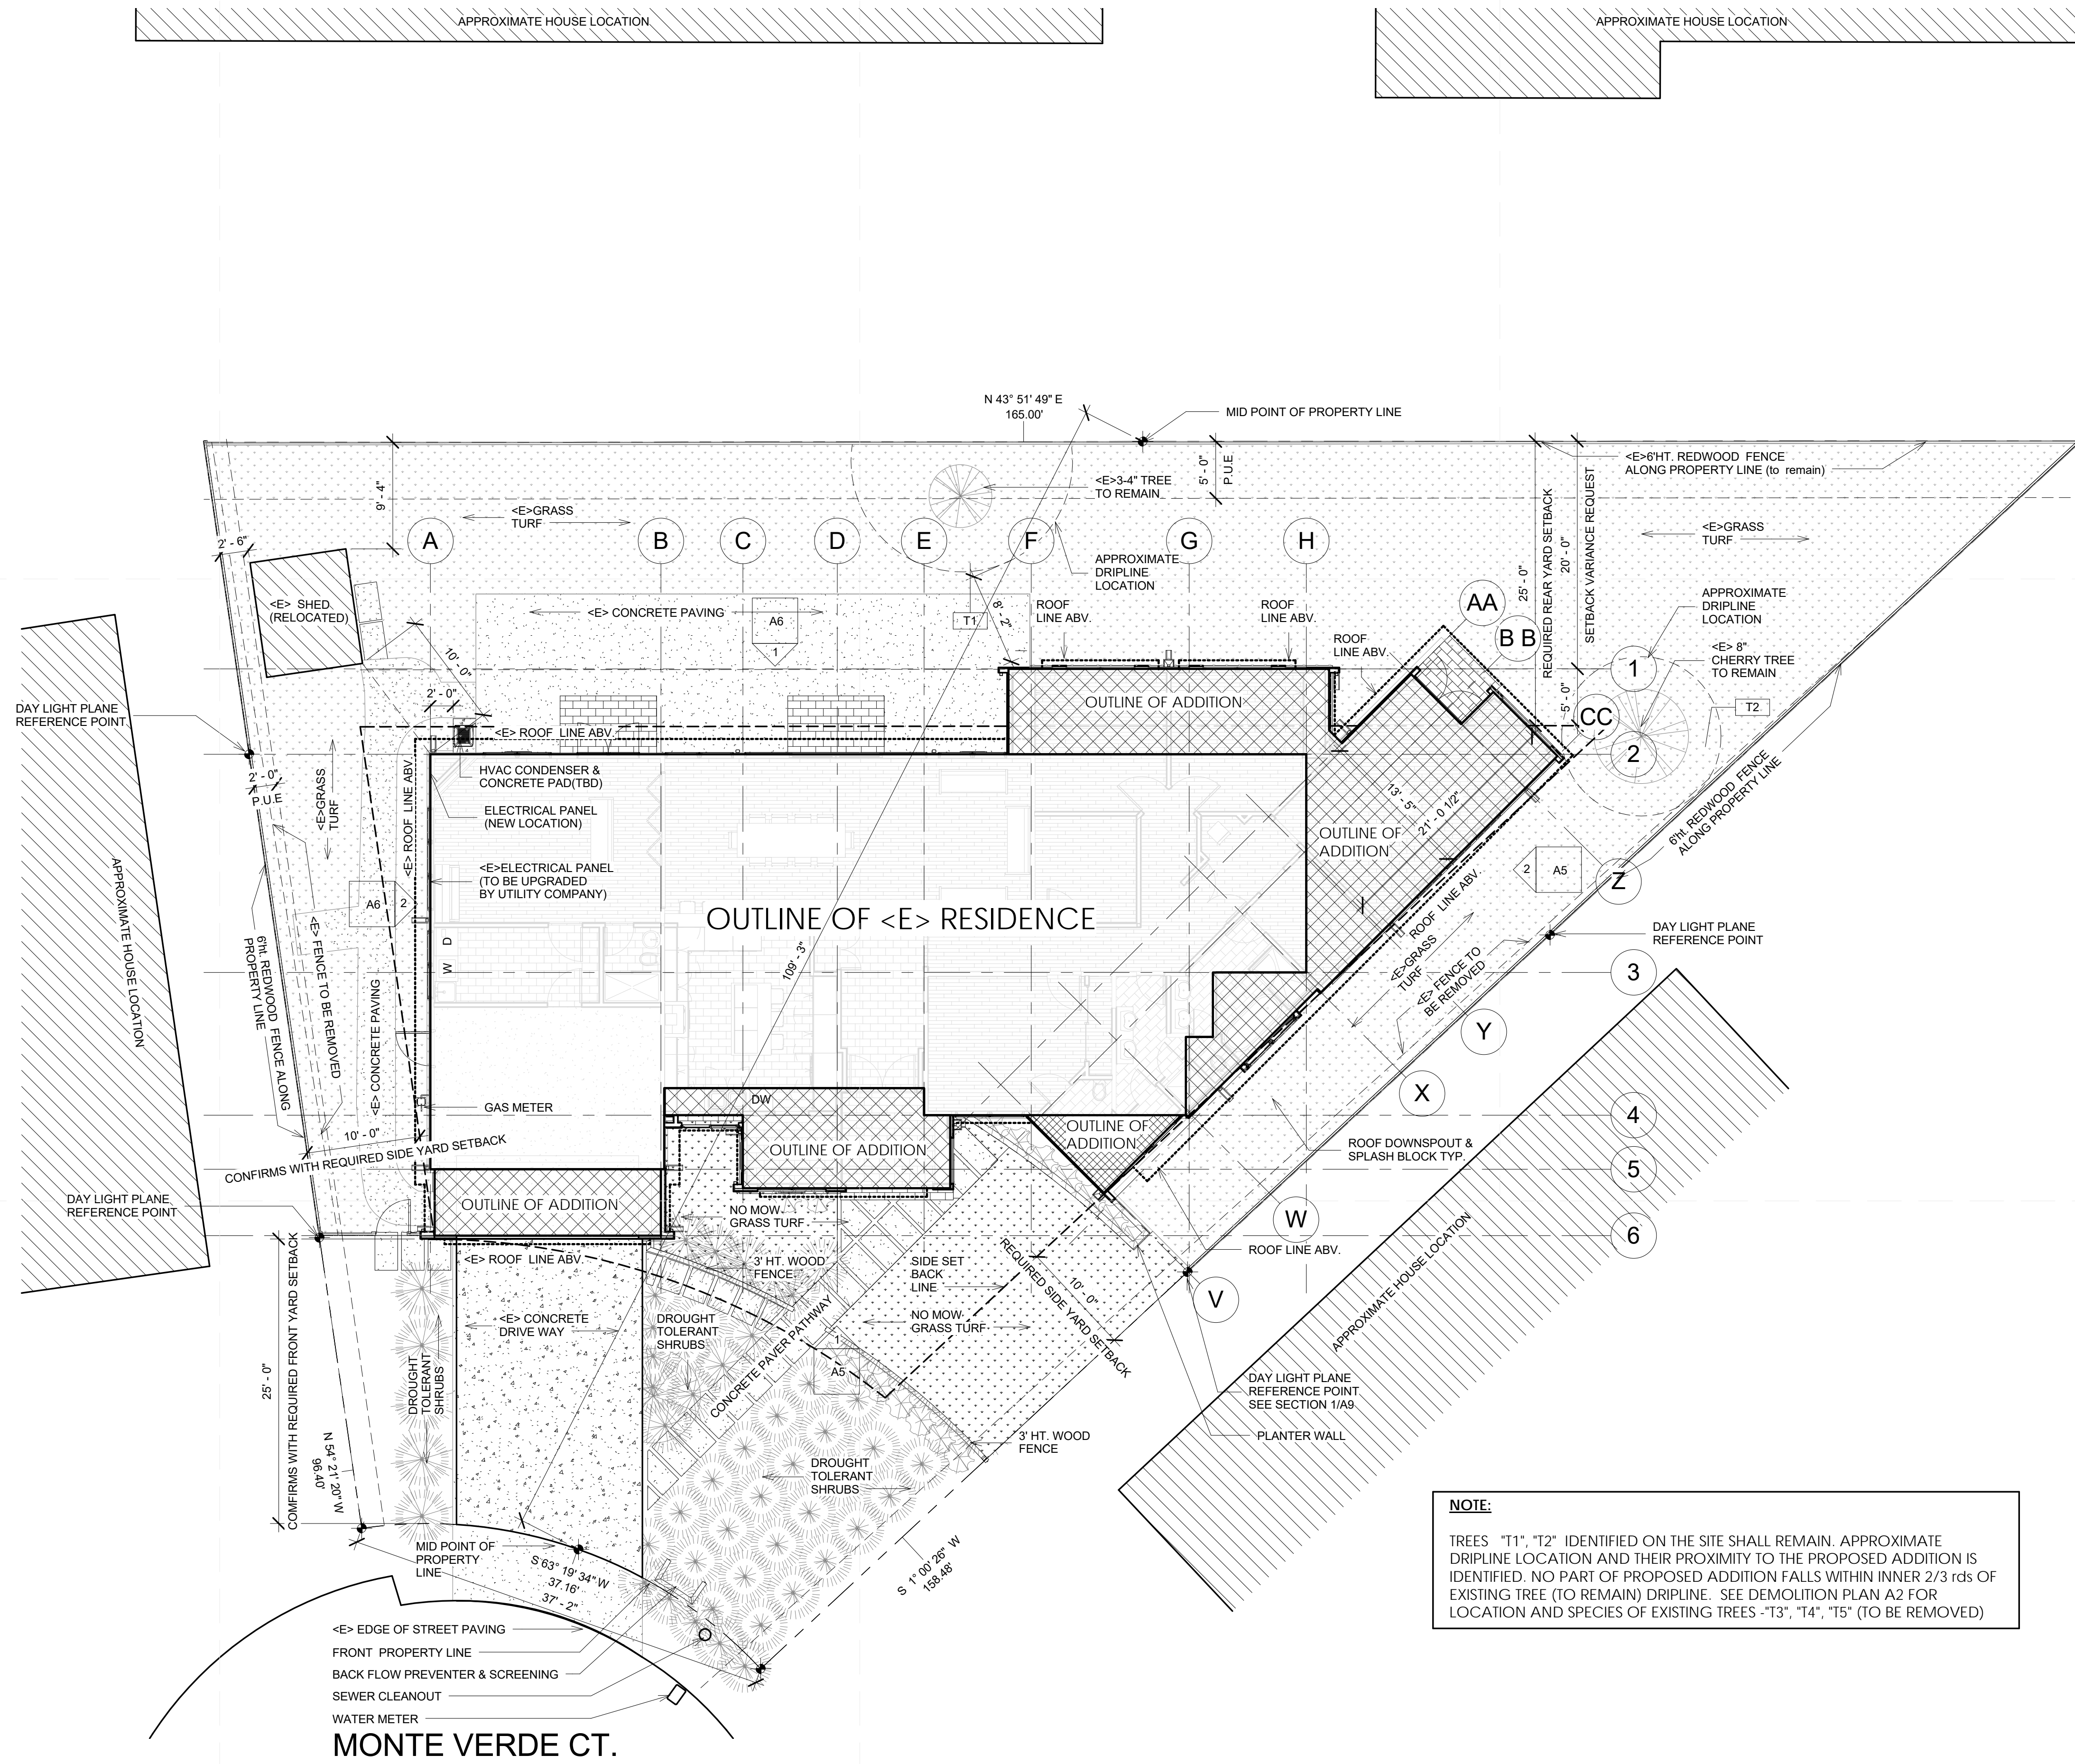 APPROXIMATE HOUSE LOCATION
APPROXIMATE HOUSE LOCATION
N 43° 51' 49" E
165.00'
MID POINT OF PROPERTY LINE
<E>6'HT. REDWOOD FENCE
ALONG PROPERTY LINE (to remain)
9' - 4"
<E>GRASS
TURF
<E>3-4" TREE
TO REMAIN
5' - 0"
P.U.E
25' - 0"
REQUIRED REAR YARD SETBACK
20' - 0"
SETBACK VARIANCE REQUEST
5' - 0"
<E>GRASS
TURF
2' - 6"
A
B
C
D
E
F
G
H
APPROXIMATE
DRIPLINE
LOCATION
AA
B B
CC
APPROXIMATE
DRIPLINE
LOCATION
<E> 8"
CHERRY TREE
TO REMAIN
T2
<E> SHED
(RELOCATED)
<E> CONCRETE PAVING
A6
1
T1
8' - 2"
ROOF
LINE ABV.
ROOF
LINE ABV.
ROOF
LINE ABV.
1
2
10' - 0"
2' - 0"
DAY LIGHT PLANE
REFERENCE POINT
OUTLINE OF ADDITION
<E> ROOF LINE ABV.
<E> ROOF LINE ABV.
HVAC CONDENSER &
CONCRETE PAD(TBD)
ELECTRICAL PANEL
(NEW LOCATION)
2' - 0"
P.U.E
<E>GRASS
TURF
13' - 5"
21' - 0 1/2"
OUTLINE OF
ADDITION
6'ht. REDWOOD FENCE
ALONG PROPERTY LINE
<E>ELECTRICAL PANEL
(TO BE UPGRADED
BY UTILITY COMPANY)
2
A5
Z
A6
2
APPROXIMATE HOUSE LOCATION
OUTLINE OF <E> RESIDENCE
W D
109' - 3"
ROOF LINE ABV.
<E>GRASS
TURF
<E> FENCE TO
BE REMOVED
DAY LIGHT PLANE
REFERENCE POINT
3
6'ht. REDWOOD FENCE ALONG
PROPERTY LINE
<E> FENCE TO BE REMOVED
<E> CONCRETE PAVING
Y
X
GAS METER
DW
4
10' - 0"
CONFIRMS WITH REQUIRED SIDE YARD SETBACK
OUTLINE OF ADDITION
OUTLINE OF
ADDITION
ROOF DOWNSPOUT &
SPLASH BLOCK TYP.
5
DAY LIGHT PLANE
REFERENCE POINT
OUTLINE OF ADDITION
NO MOW
GRASS TURF
W
6
<E> ROOF LINE ABV.
3' HT. WOOD
FENCE
SIDE SET
BACK
LINE
REQUIRED SIDE YARD SETBACK
10' - 0"
ROOF LINE ABV.
APPROXIMATE HOUSE LOCATION
V
25' - 0"
COMFIRMS WITH REQUIRED FRONT YARD SETBACK
<E> CONCRETE
DRIVE WAY
DROUGHT
TOLERANT
SHRUBS
NO MOW
GRASS TURF
1
A5
CONCRETE PAVER PATHWAY
DROUGHT
TOLERANT
SHRUBS
DAY LIGHT PLANE
REFERENCE POINT
SEE SECTION 1/A9
PLANTER WALL
3' HT. WOOD
FENCE
N 54° 21' 20" W
96.40'
DROUGHT
TOLERANT
SHRUBS
MID POINT OF
PROPERTY
LINE
S 63° 19' 34" W
37.16'
37' - 2"
S 1° 00' 26" W
158.48'
NOTE:
TREES "T1", "T2" IDENTIFIED ON THE SITE SHALL REMAIN. APPROXIMATE
DRIPLINE LOCATION AND THEIR PROXIMITY TO THE PROPOSED ADDITION IS
IDENTIFIED. NO PART OF PROPOSED ADDITION FALLS WITHIN INNER 2/3 rds OF
EXISTING TREE (TO REMAIN) DRIPLINE. SEE DEMOLITION PLAN A2 FOR
LOCATION AND SPECIES OF EXISTING TREES -"T3", "T4", "T5" (TO BE REMOVED)
<E> EDGE OF STREET PAVING
FRONT PROPERTY LINE
BACK FLOW PREVENTER & SCREENING
SEWER CLEANOUT
WATER METER
MONTE VERDE CT.